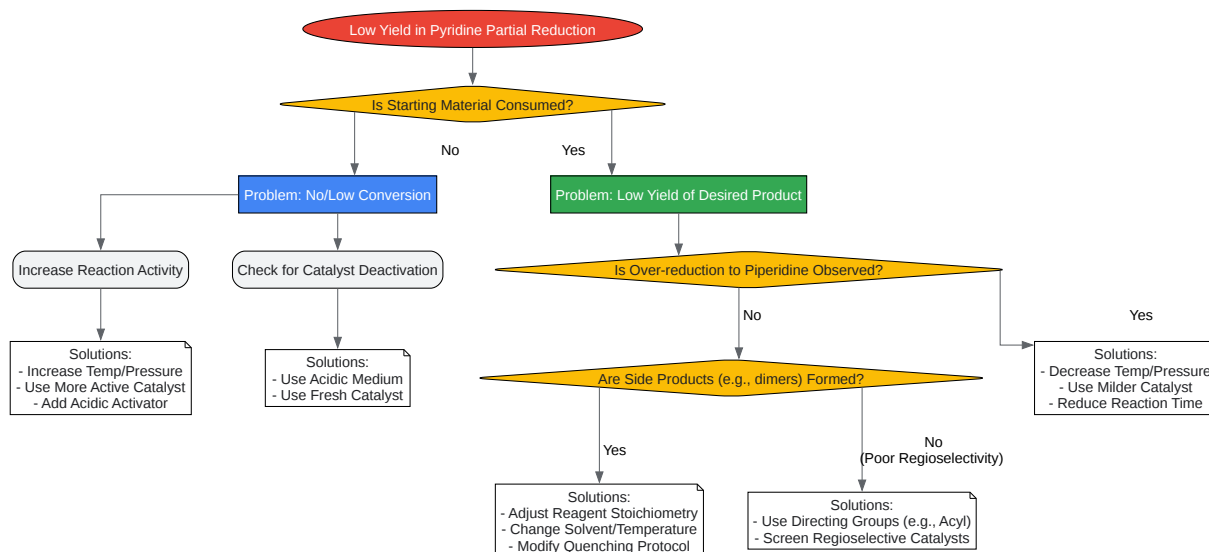 Low Yield in Pyridine Partial Reduction
Is Starting Material Consumed?
No
Yes
Problem: No/Low Conversion
Problem: Low Yield of Desired Product
Increase Reaction Activity
Check for Catalyst Deactivation
Is Over-reduction to Piperidine Observed?
No
Yes
Solutions:
- Increase Temp/Pressure
- Use More Active Catalyst
- Add Acidic Activator
Solutions:
- Use Acidic Medium
- Use Fresh Catalyst
Are Side Products (e.g., dimers) Formed?
Solutions:
- Decrease Temp/Pressure
- Use Milder Catalyst
- Reduce Reaction Time
Yes
No
(Poor Regioselectivity)
Solutions:
- Adjust Reagent Stoichiometry
- Change Solvent/Temperature
- Modify Quenching Protocol
Solutions:
- Use Directing Groups (e.g., Acyl)
- Screen Regioselective Catalysts